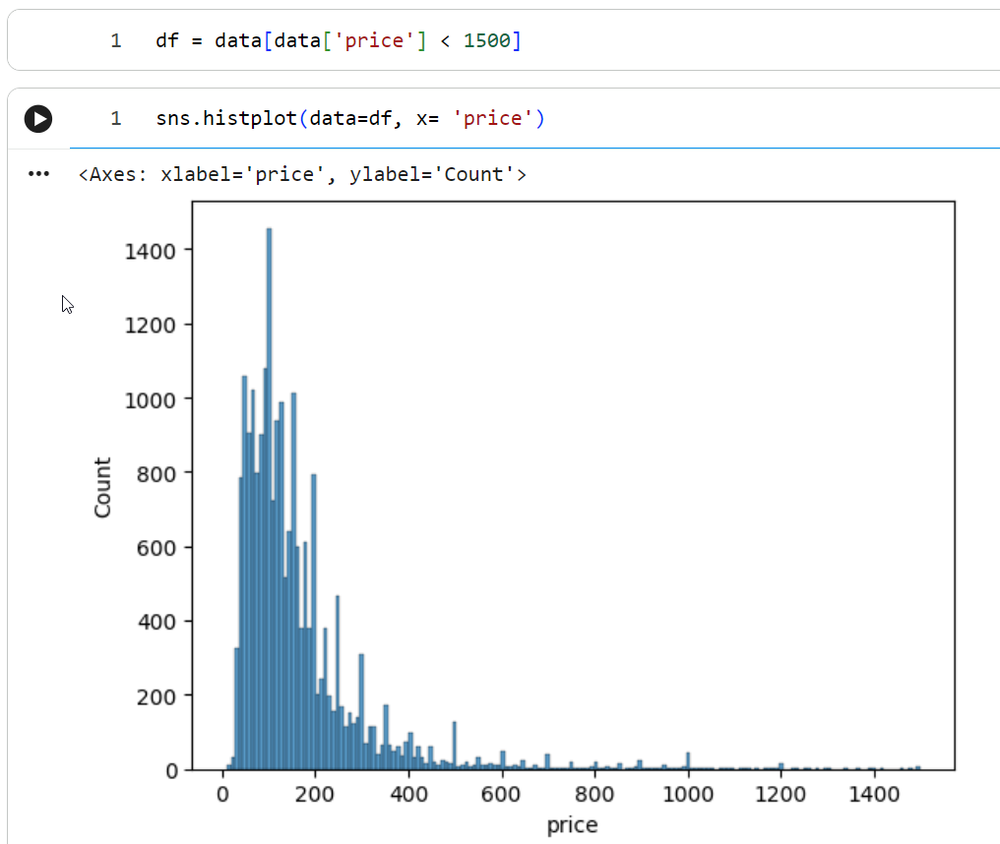 1 df = data[data['price'] < 1500]
1 sns.histplot(data=df, x= 'price')
<Axes: xlabel='price', ylabel='Count'>
1400
1200
1000
800
600
400
200
0
Count
0 200 400 600 800 1000 1200 1400
price